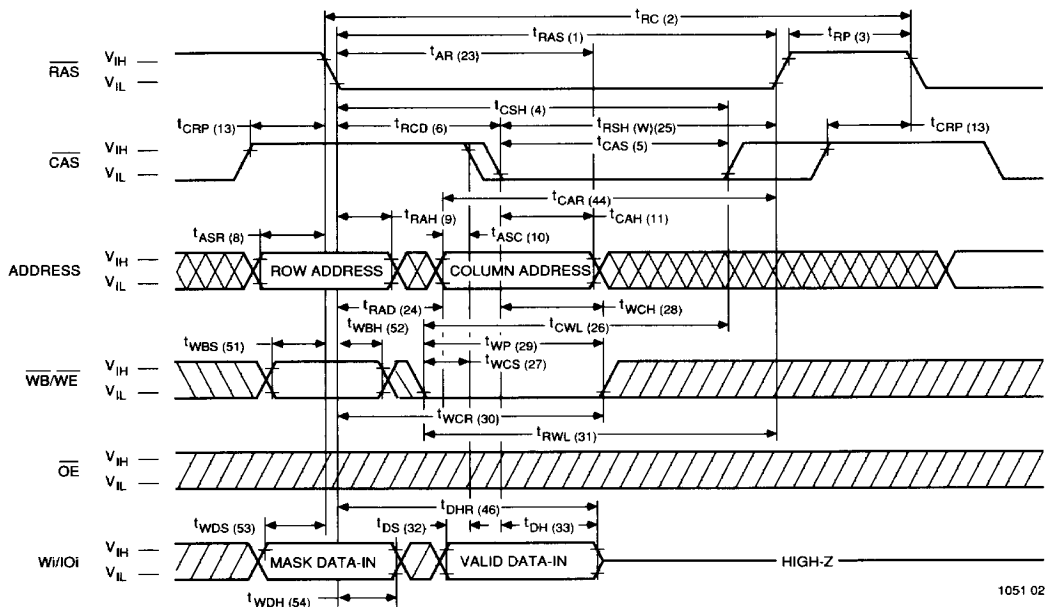 tRC (2)
tRAS (1)
tRP (3)
tAR (23)
RAS
VIH
VIL
tCSH (4)
tCRP (13)
tRCD (6)
tRSH (W)(25)
tCRP (13)
CAS
VIH
VIL
tCAS (5)
tCAR (44)
tRAH (9)
tCAH (11)
tASR (8)
tASC (10)
ADDRESS
VIH
VIL
ROW ADDRESS
COLUMN ADDRESS
tRAD (24)
tWCH (28)
tWBH (52)
tCWL (26)
tWBS (51)
tWP (29)
tWCS (27)
WB/WE
VIH
VIL
tWCR (30)
tRWL (31)
OE
VIH
VIL
tDHR (46)
tWDS (53)
tDS (32)
tDH (33)
Wi/IOi
VIH
VIL
MASK DATA-IN
VALID DATA-IN
HIGH-Z
tWDH (54)
1051 02